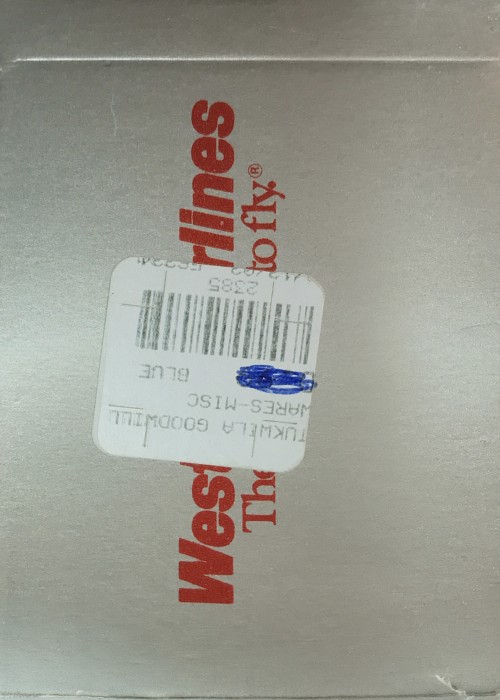 West rlines
The to fly.®
TUKWILA GOODWILL
WARES-MISC
BLUE
2385